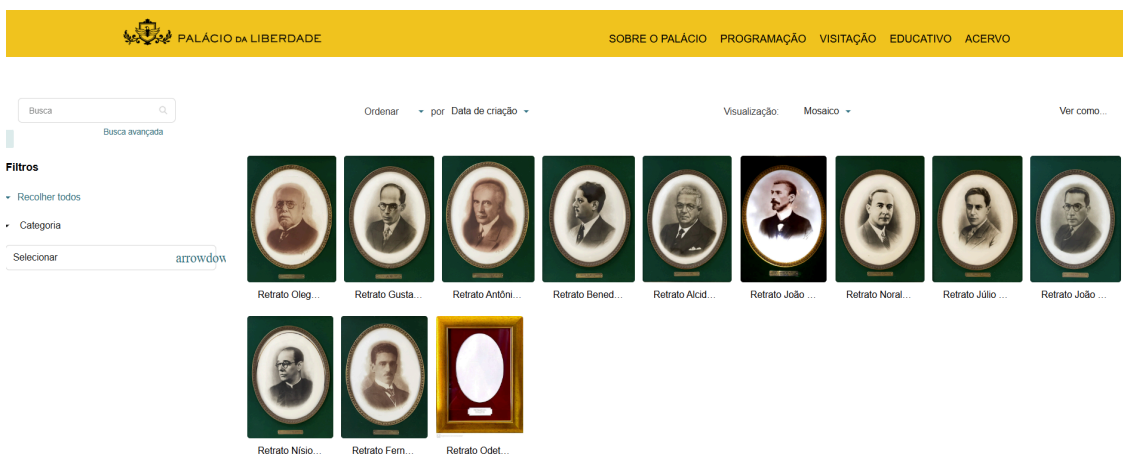 PALÁCIO DA LIBERDADE
SOBRE O PALÁCIO PROGRAMAÇÃO VISITAÇÃO EDUCATIVO ACERVO
Busca
Busca avançada
Ordenar por Data de criação Visualização: Mosaico Ver como...
Filtros
Recolher todos
Categoria
Selecionar arrowdow
Retrato Oleg... Retrato Gusta... Retrato Antôni... Retrato Bened... Retrato Alcid... Retrato João ... Retrato Noral... Retrato Júlio ... Retrato João ...
Retrato Nísio... Retrato Fern... Retrato Odet...